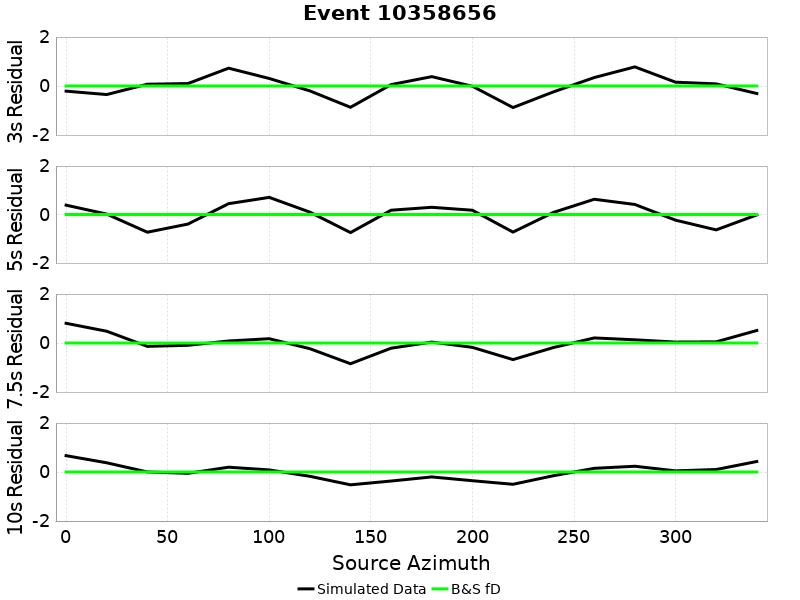 Event 10358656
3s Residual
2
0
-2
5s Residual
2
0
-2
7.5s Residual
2
0
-2
10s Residual
2
0
-2
0 50 100 150 200 250 300
Source Azimuth
Simulated Data B&S fD